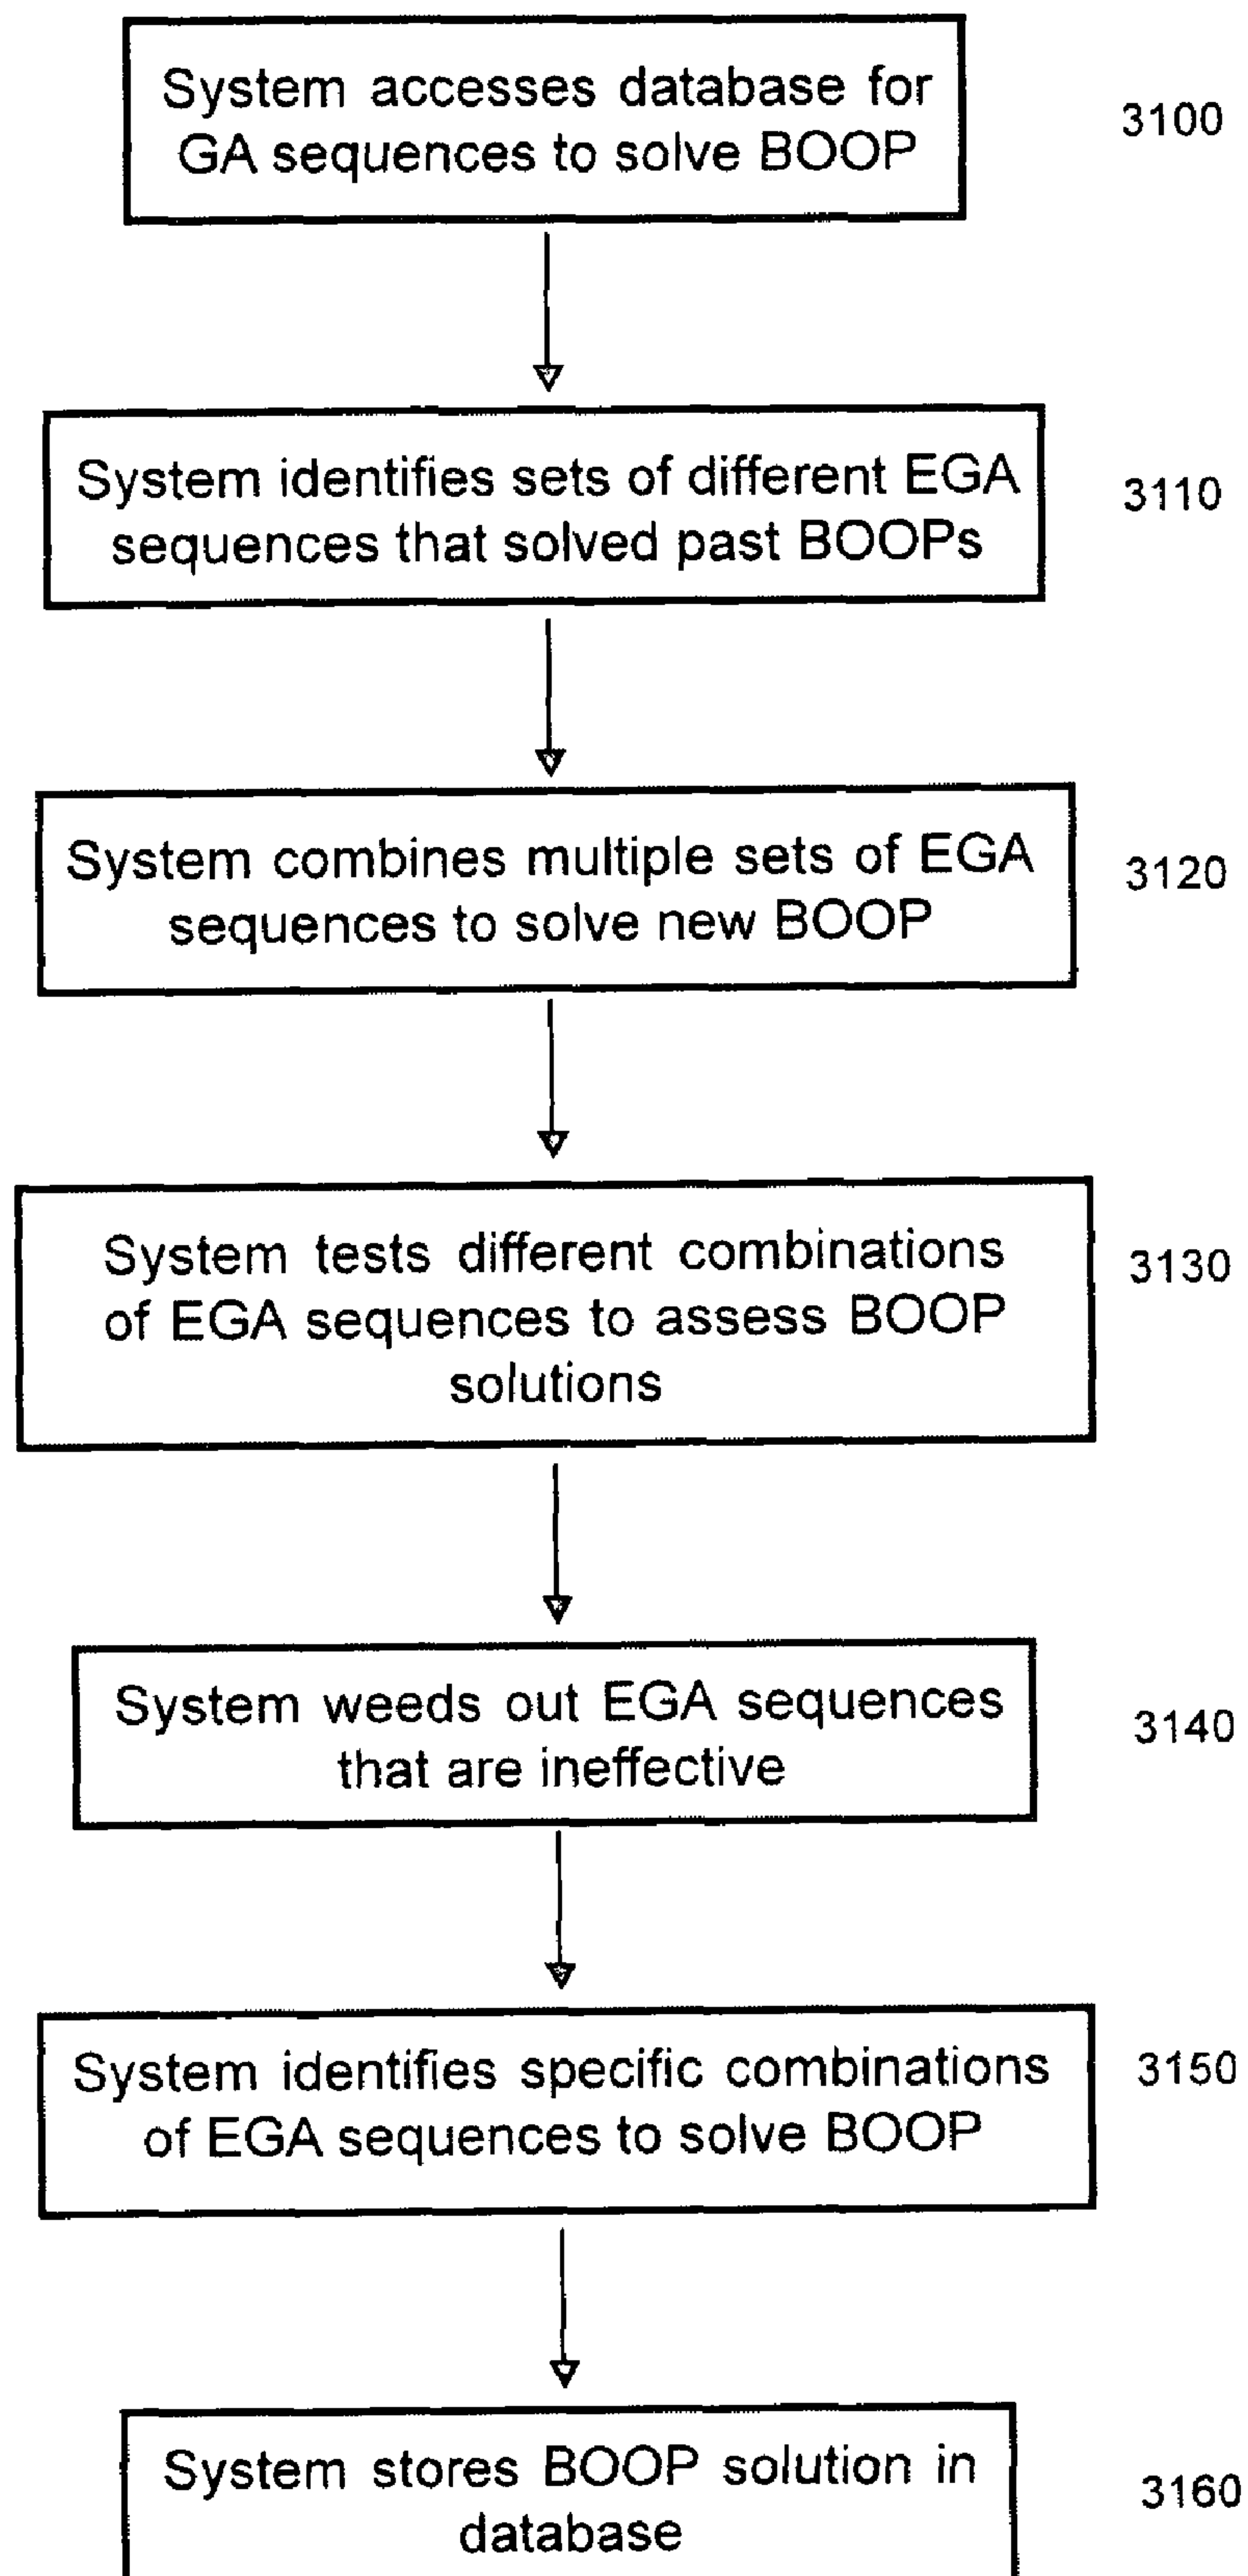 System accesses database for
GA sequences to solve BOOP
3100
System identifies sets of different EGA
sequences that solved past BOOPs
3110
System combines multiple sets of EGA
sequences to solve new BOOP
3120
System tests different combinations
of EGA sequences to assess BOOP
solutions
3130
System weeds out EGA sequences
that are ineffective
3140
System identifies specific combinations
of EGA sequences to solve BOOP
3150
System stores BOOP solution in
database
3160